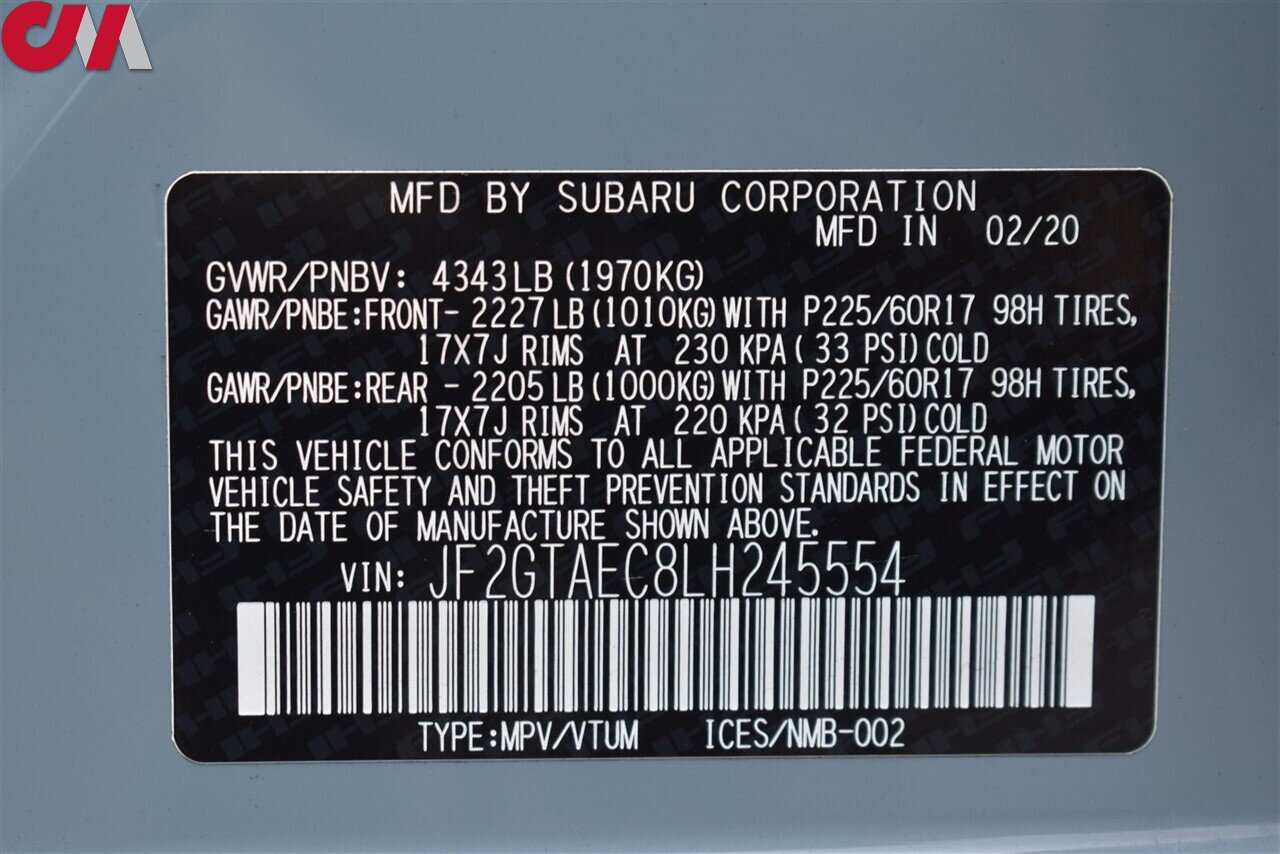 CM
MFD BY SUBARU CORPORATION
MFD IN 02/20
GVWR/PNBV: 4343LB (1970KG)
GAWR/PNBE:FRONT- 2227LB(1010KG)WITH P225/60R17 98H TIRES,
17X7J RIMS AT 230 KPA( 33 PSI)COLD
GAWR/PNBE:REAR - 2205LB(1000KG)WITH P225/60R17 98H TIRES,
17X7J RIMS AT 220 KPA( 32 PSI)COLD
THIS VEHICLE CONFORMS TO ALL APPLICABLE FEDERAL MOTOR
VEHICLE SAFETY AND THEFT PREVENTION STANDARDS IN EFFECT ON
THE DATE OF MANUFACTURE SHOWN ABOVE.
VIN: JF2GTAEC8LH245554
TYPE:MPV/VTUM ICES/NMB-002